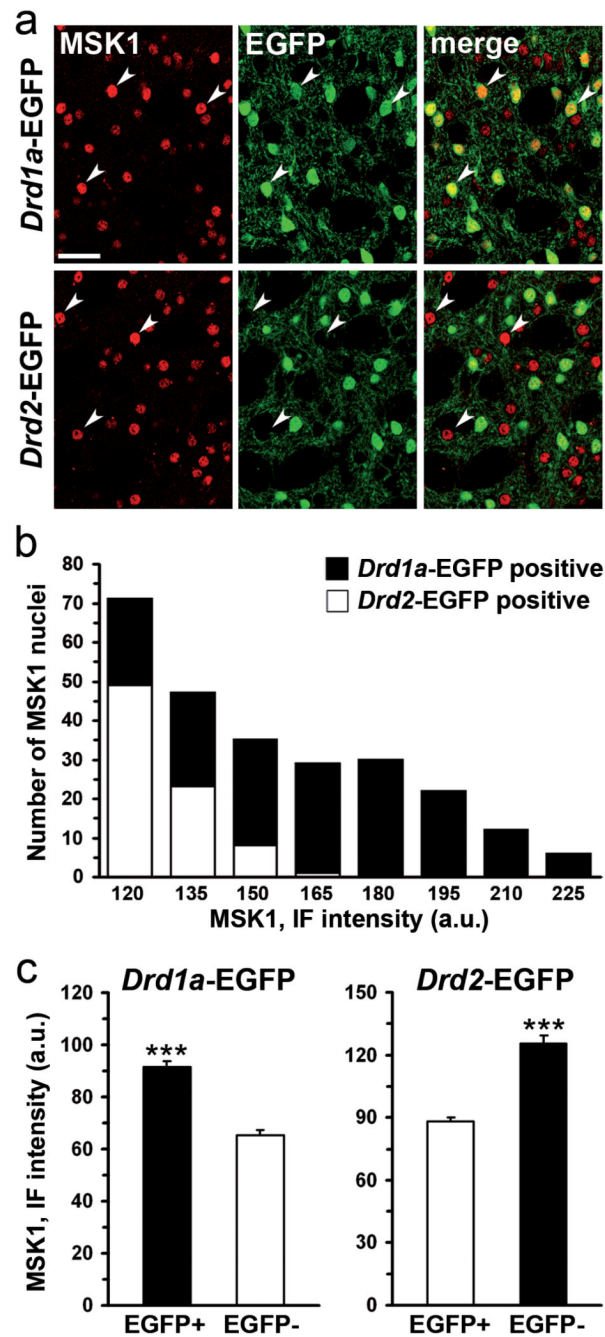 a
MSK1 EGFP merge
Drd1a-EGFP
Drd2-EGFP
b
Drd1a-EGFP positive
Drd2-EGFP positive
Number of MSK1 nuclei
80
70
60
50
40
30
20
10
0
120 135 150 165 180 195 210 225
MSK1, IF intensity (a.u.)
c
Drd1a-EGFP
MSK1, IF intensity (a.u.)
120
100
80
60
40
20
0
***
EGFP+ EGFP-
Drd2-EGFP
150
120
90
60
30
0
***
EGFP+ EGFP-